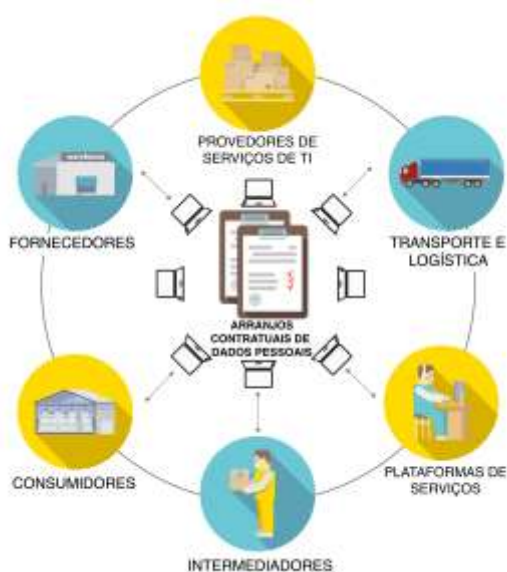 PROVEDORES DE
SERVIÇOS DE TI
FORNECEDORES
TRANSPORTE E
LOGÍSTICA
ARRANJOS
CONTRATUAIS DE
DADOS PESSOAIS
CONSUMIDORES
PLATAFORMAS DE
SERVIÇOS
INTERMEDIADORES